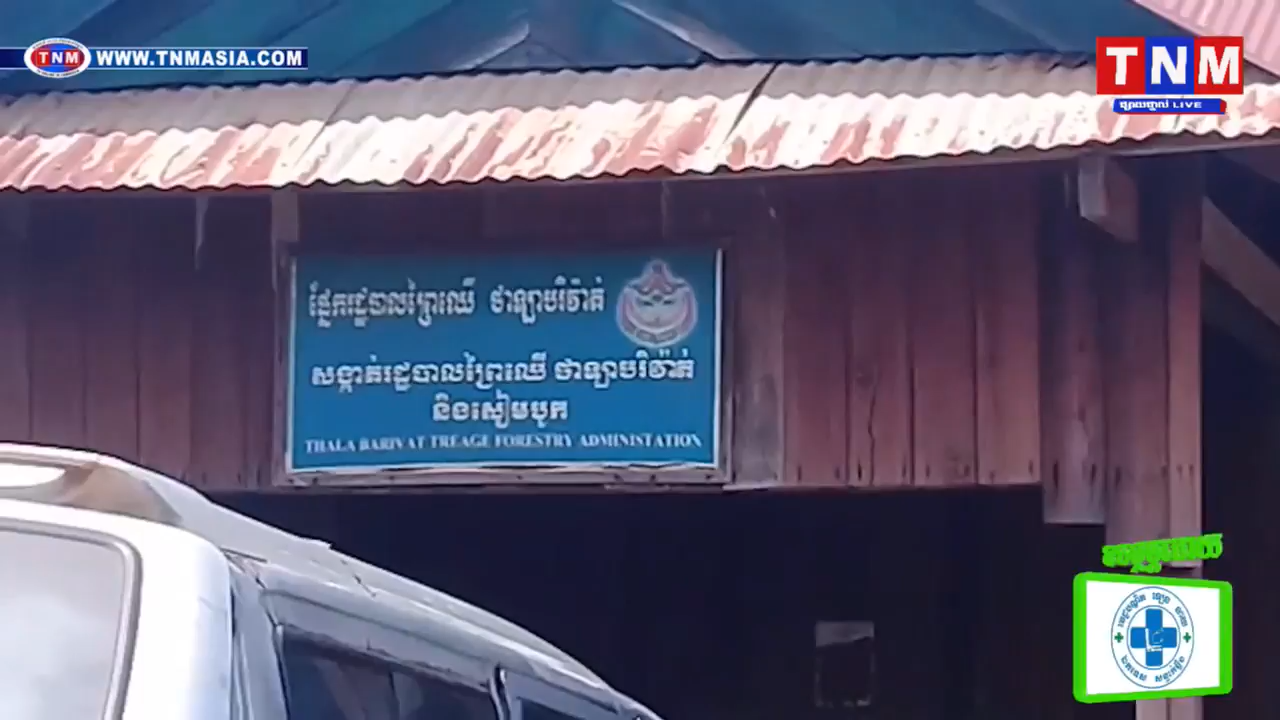 TNM WWW.TNMASIA.COM
TNM
ផ្សាយផ្ទាល់ LIVE
ផ្នែករដ្ឋបាលព្រៃឈើ ថាឡាបរិវ៉ាត់
សង្កាត់រដ្ឋបាលព្រៃឈើ ថាឡាបរិវ៉ាត់
និងសៀមបូក
THALA BARIVAT TREAGE FORESTRY ADMINISTATION